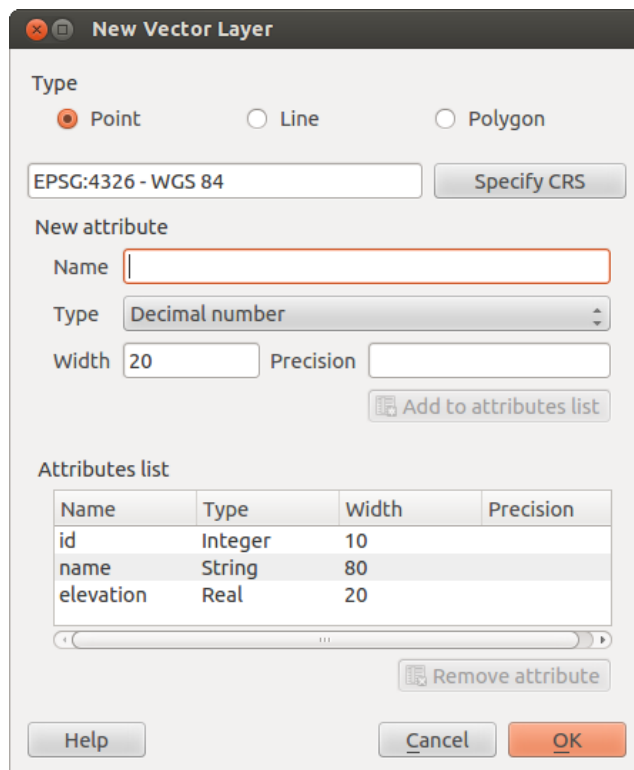 New Vector Layer
Type
Point Line Polygon
EPSG:4326 - WGS 84 Specify CRS
New attribute
Name
Type Decimal number
Width 20 Precision
Add to attributes list
Attributes list
Name Type Width Precision
id Integer 10
name String 80
elevation Real 20
Remove attribute
Help Cancel OK